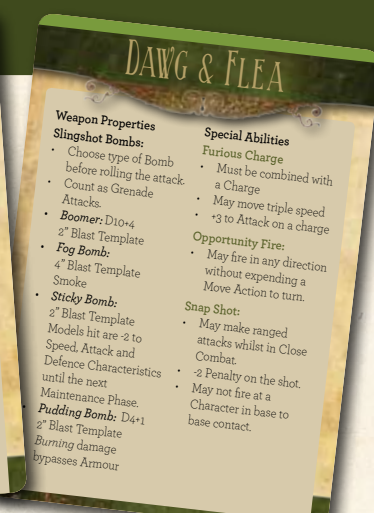 DAWG & FLEA
Weapon Properties
Slingshot Bombs:
• Choose type of Bomb
before rolling the attack.
• Count as Grenade
Attacks.
• Boomer: D10+4
2" Blast Template
• Fog Bomb:
4" Blast Template
Smoke
• Sticky Bomb:
2" Blast Template
Models hit are -2 to
Speed, Attack and
Defence Characteristics
until the next
Maintenance Phase.
• Pudding Bomb: D4+1
2" Blast Template
Burning damage
bypasses Armour
Special Abilities
Furious Charge
• Must be combined with
a Charge
• May move triple speed
• +3 to Attack on a charge
Opportunity Fire:
• May fire in any direction
without expending a
Move Action to turn.
Snap Shot:
• May make ranged
attacks whilst in Close
Combat.
• -2 Penalty on the shot.
• May not fire at a
Character in base to
base contact.